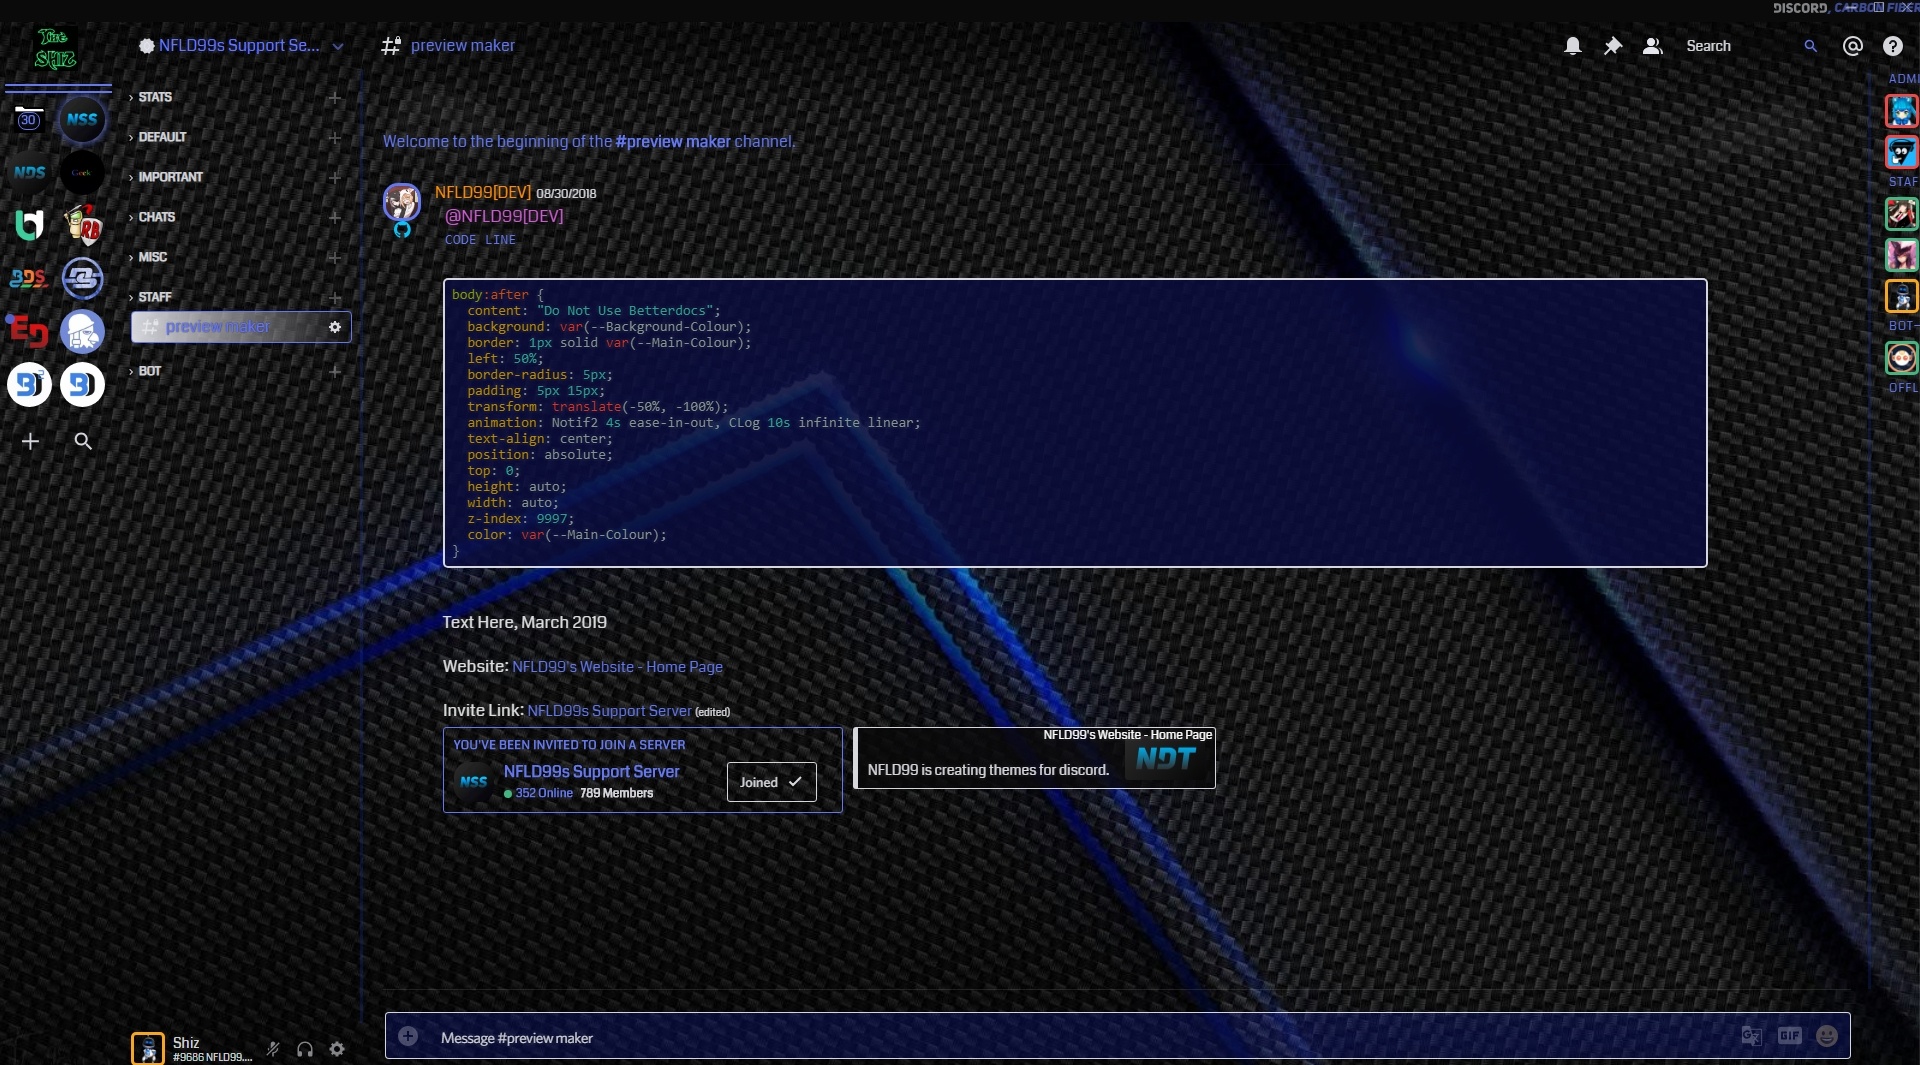 DISCORD, CARBON FIBER
The
SHIZ
NFLD99s Support Se...
preview maker
Search
STATS
DEFAULT
IMPORTANT
CHATS
MISC
STAFF
preview maker
BOT
30
NSS
NDS
Geek
RB
BDS
ED
Welcome to the beginning of the #preview maker channel.
NFLD99[DEV] 08/30/2018
@NFLD99[DEV]
CODE LINE
body:after {
content: "Do Not Use Betterdocs";
background: var(--Background-Colour);
border: 1px solid var(--Main-Colour);
left: 50%;
border-radius: 5px;
padding: 5px 15px;
transform: translate(-50%, -100%);
animation: Notif2 4s ease-in-out, CLog 10s infinite linear;
text-align: center;
position: absolute;
top: 0;
height: auto;
width: auto;
z-index: 9997;
color: var(--Main-Colour);
}
Text Here, March 2019
Website: NFLD99's Website - Home Page
Invite Link: NFLD99s Support Server (edited)
YOU'VE BEEN INVITED TO JOIN A SERVER
NSS
NFLD99s Support Server
352 Online 789 Members
Joined
NFLD99's Website - Home Page
NFLD99 is creating themes for discord.
NDT
ADMI
STAF
BOT-
OFFL
Shiz
#9686 NFLD99....
Message #preview maker
GIF